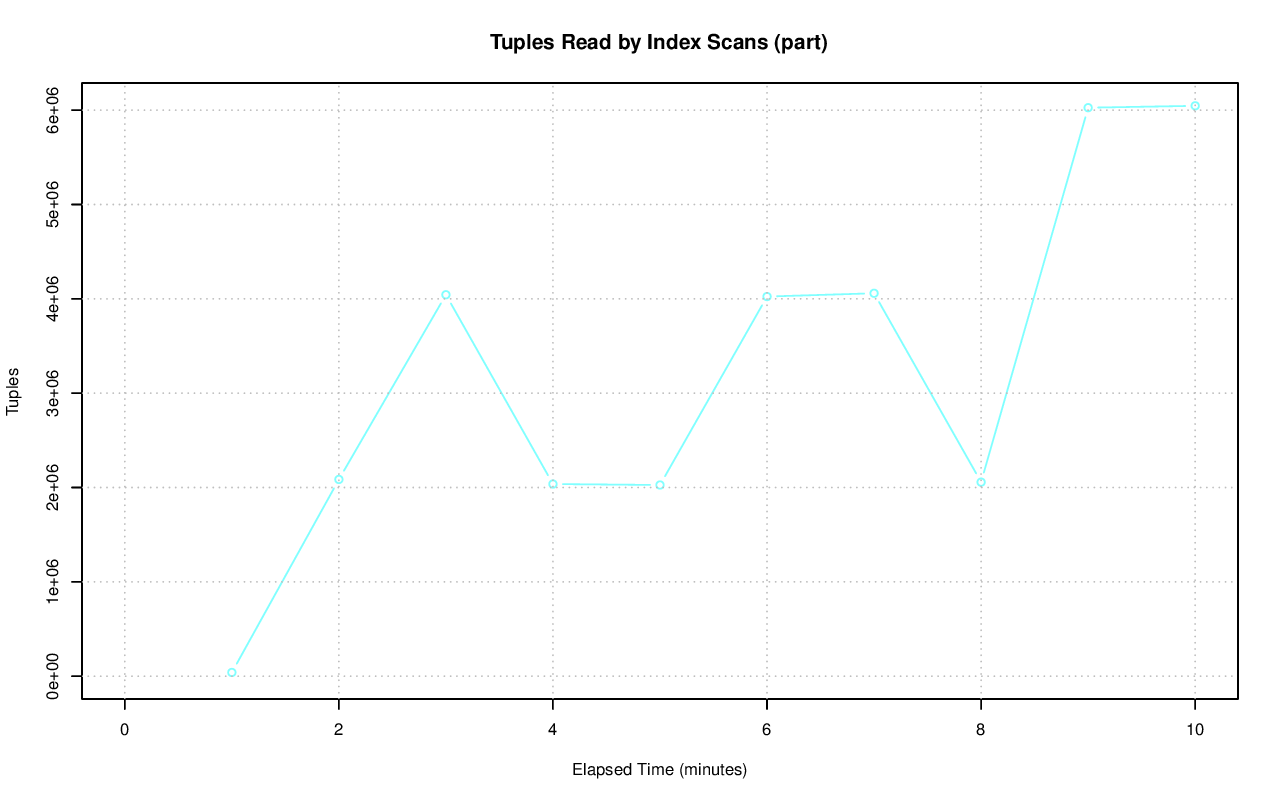 Tuples Read by Index Scans (part)
6e+06
5e+06
4e+06
3e+06
2e+06
1e+06
0e+00
Tuples
0 2 4 6 8 10
Elapsed Time (minutes)